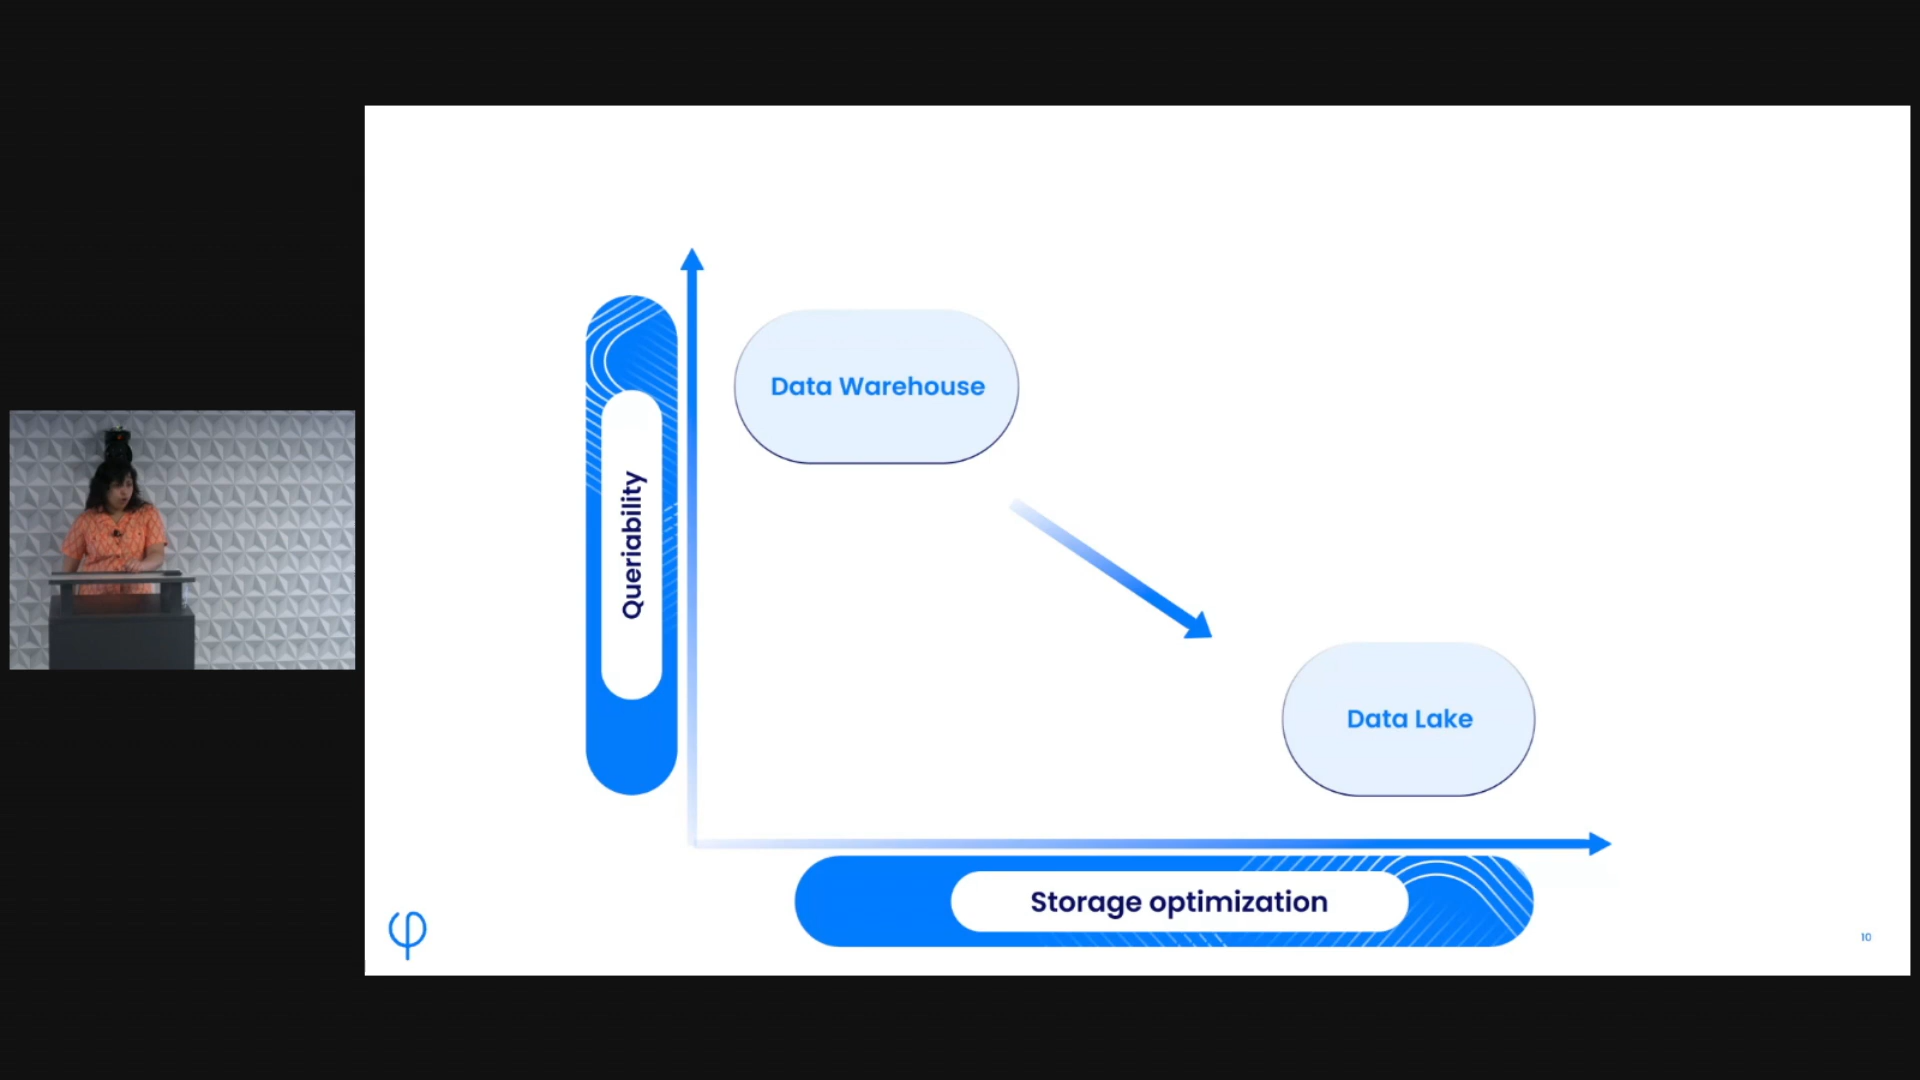 Data Warehouse
Queriability
Data Lake
Storage optimization
φ
10